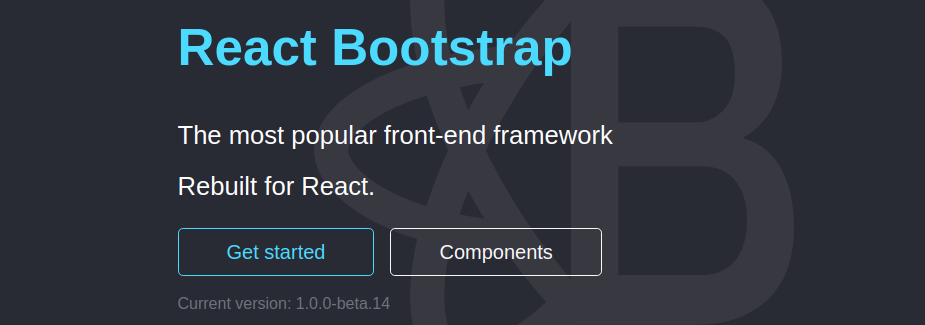 React Bootstrap
The most popular front-end framework
Rebuilt for React.
Get started
Components
Current version: 1.0.0-beta.14